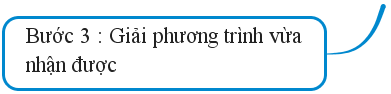 Bước 3 : Giải phương trình vừa
nhận được